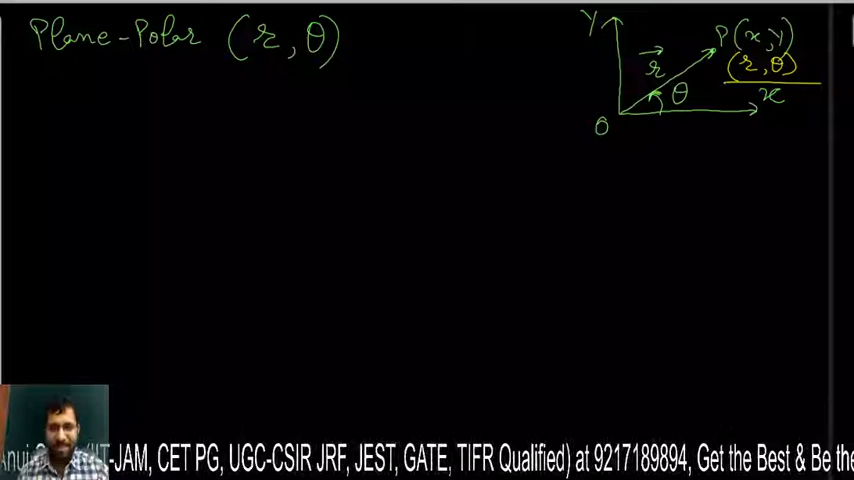 Plane-Polar (r, θ)
Y
P(x, y)
(r, θ)
r⃗
θ
x
O
(IIT-JAM, CET PG, UGC-CSIR JRF, JEST, GATE, TIFR Qualified) at 9217189894, Get the Best & Be the